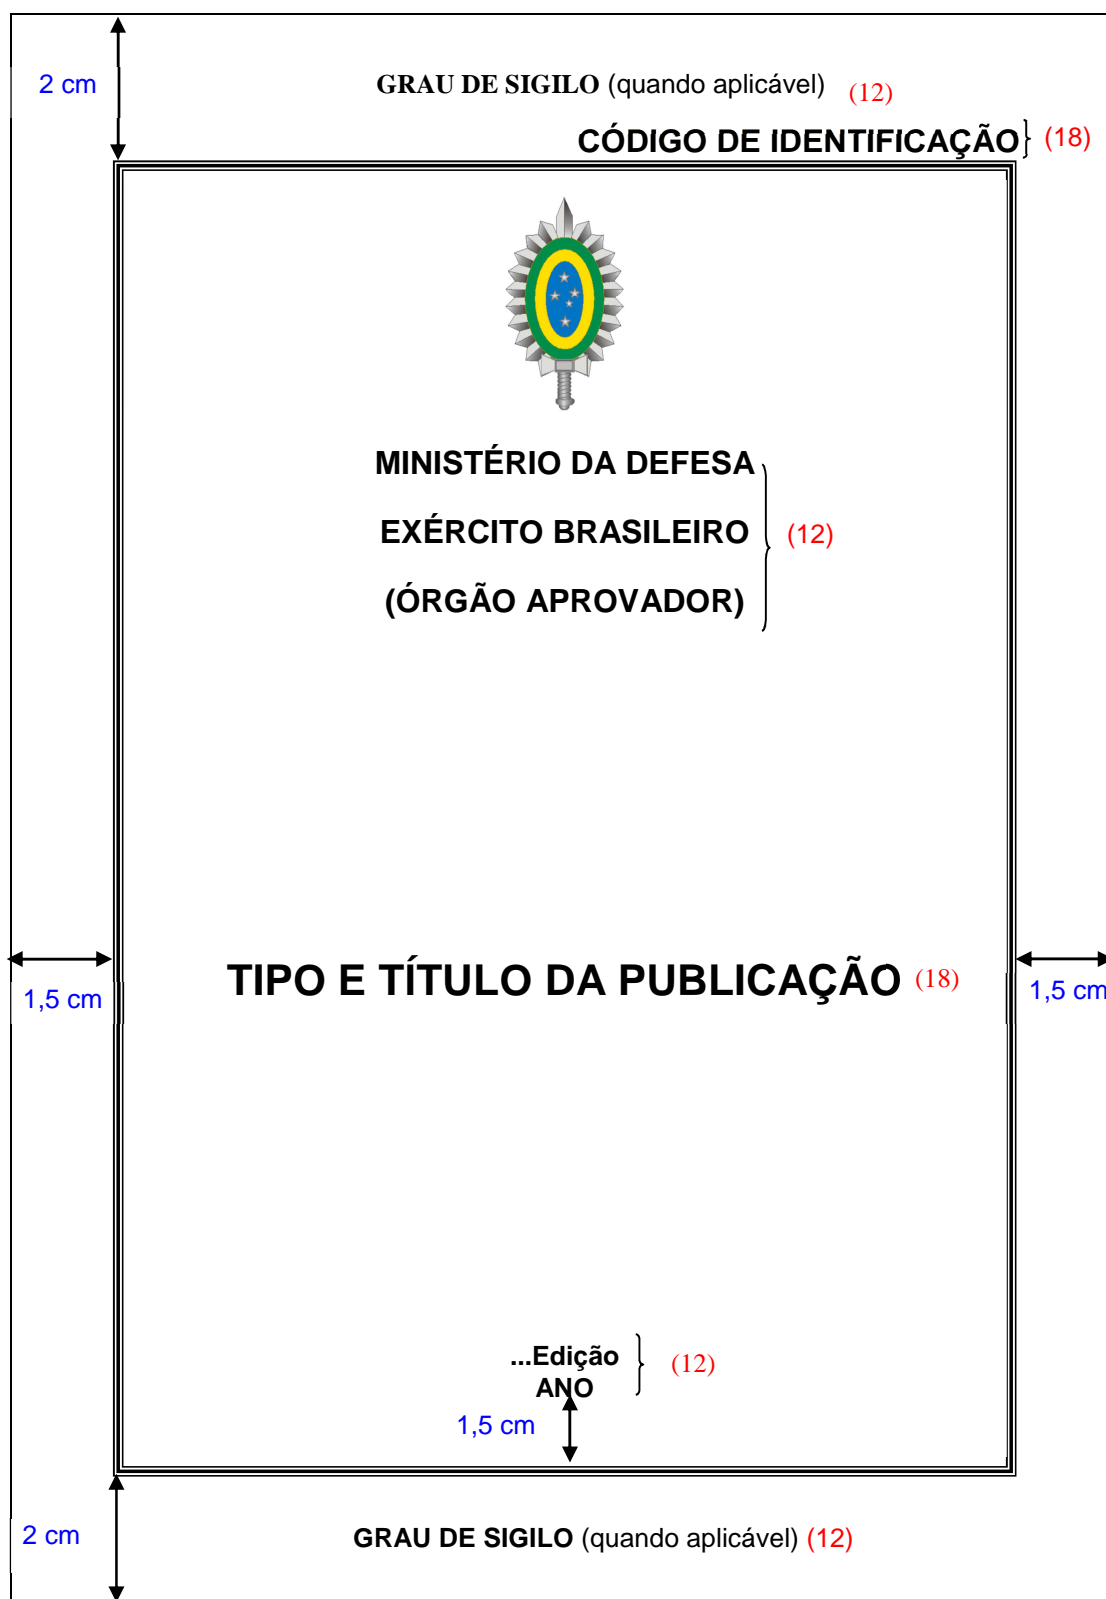 2 cm
GRAU DE SIGILO (quando aplicável) (12)
CÓDIGO DE IDENTIFICAÇÃO (18)
MINISTÉRIO DA DEFESA
EXÉRCITO BRASILEIRO (12)
(ÓRGÃO APROVADOR)
TIPO E TÍTULO DA PUBLICAÇÃO (18)
1,5 cm
1,5 cm
...Edição
ANO
(12)
1,5 cm
2 cm
GRAU DE SIGILO (quando aplicável) (12)